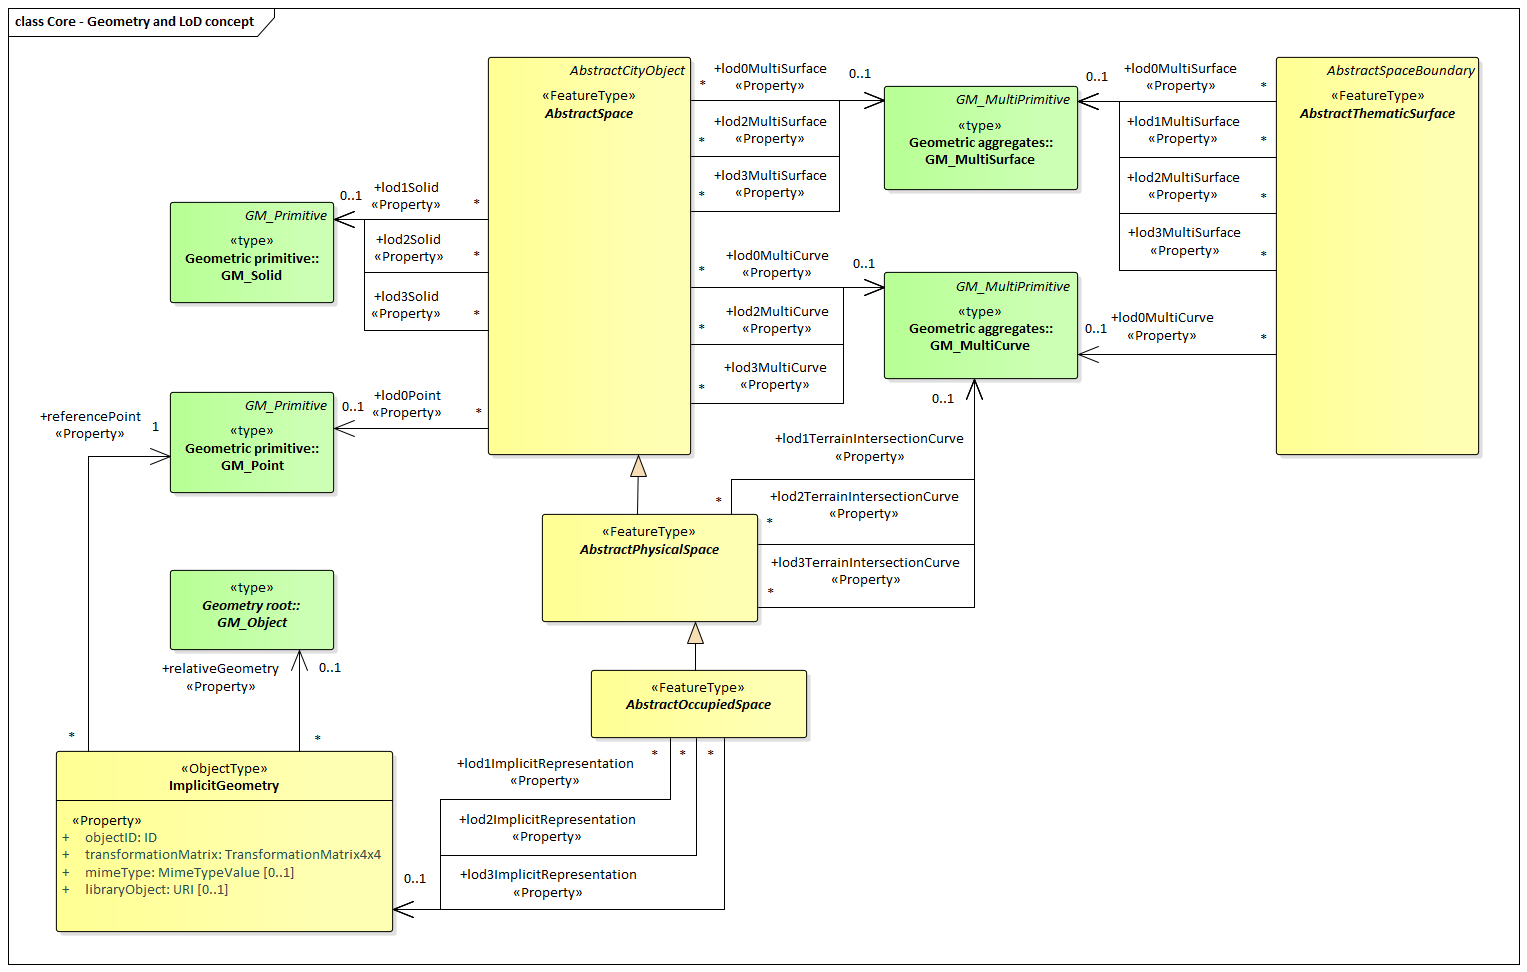 class Core - Geometry and LoD concept
AbstractCityObject
«FeatureType»
AbstractSpace
+lod0MultiSurface
«Property»
*
0..1
+lod2MultiSurface
«Property»
*
+lod3MultiSurface
«Property»
*
GM_MultiPrimitive
«type»
Geometric aggregates::
GM_MultiSurface
0..1
+lod0MultiSurface
«Property»
*
+lod1MultiSurface
«Property»
*
+lod2MultiSurface
«Property»
*
+lod3MultiSurface
«Property»
*
AbstractSpaceBoundary
«FeatureType»
AbstractThematicSurface
0..1
+lod1Solid
«Property»
*
+lod2Solid
«Property»
*
+lod3Solid
«Property»
*
GM_Primitive
«type»
Geometric primitive::
GM_Solid
+lod0MultiCurve
«Property»
*
0..1
+lod2MultiCurve
«Property»
*
+lod3MultiCurve
«Property»
*
GM_MultiPrimitive
«type»
Geometric aggregates::
GM_MultiCurve
0..1
+lod0MultiCurve
«Property»
*
+referencePoint
«Property»
1
GM_Primitive
«type»
Geometric primitive::
GM_Point
0..1
+lod0Point
«Property»
*
0..1
+lod1TerrainIntersectionCurve
«Property»
*
+lod2TerrainIntersectionCurve
«Property»
*
+lod3TerrainIntersectionCurve
«Property»
*
«FeatureType»
AbstractPhysicalSpace
«type»
Geometry root::
GM_Object
+relativeGeometry
«Property»
0..1
*
*
«FeatureType»
AbstractOccupiedSpace
*
*
*
+lod1ImplicitRepresentation
«Property»
+lod2ImplicitRepresentation
«Property»
+lod3ImplicitRepresentation
«Property»
0..1
«ObjectType»
ImplicitGeometry
«Property»
+ objectID: ID
+ transformationMatrix: TransformationMatrix4x4
+ mimeType: MimeTypeValue [0..1]
+ libraryObject: URI [0..1]